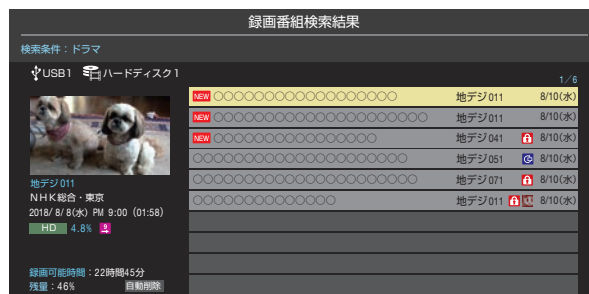 録画番組検索結果
検索条件：ドラマ
USB1 ハードディスク1
1/6
NEW ○○○○○○○○○○○○○○○○○○ 地デジ011 8/10(水)
NEW ○○○○○○○○○○○○○○○○○○○○○ 地デジ011 8/10(水)
NEW ○○○○○○○○○○○○○○○○ 地デジ041 8/10(水)
○○○○○○○○○○○○○○○○○○○○○ 地デジ051 8/10(水)
○○○○○○○○○○○○○○○○○○○○○○ 地デジ071 8/10(水)
○○○○○○○○○○○○○○ 地デジ011 8/10(水)
地デジ011
NHK総合・東京
2018/ 8/ 8(水) PM 9:00 (01:58)
HD 4.8%
録画可能時間：22時間45分
残量：46% 自動削除